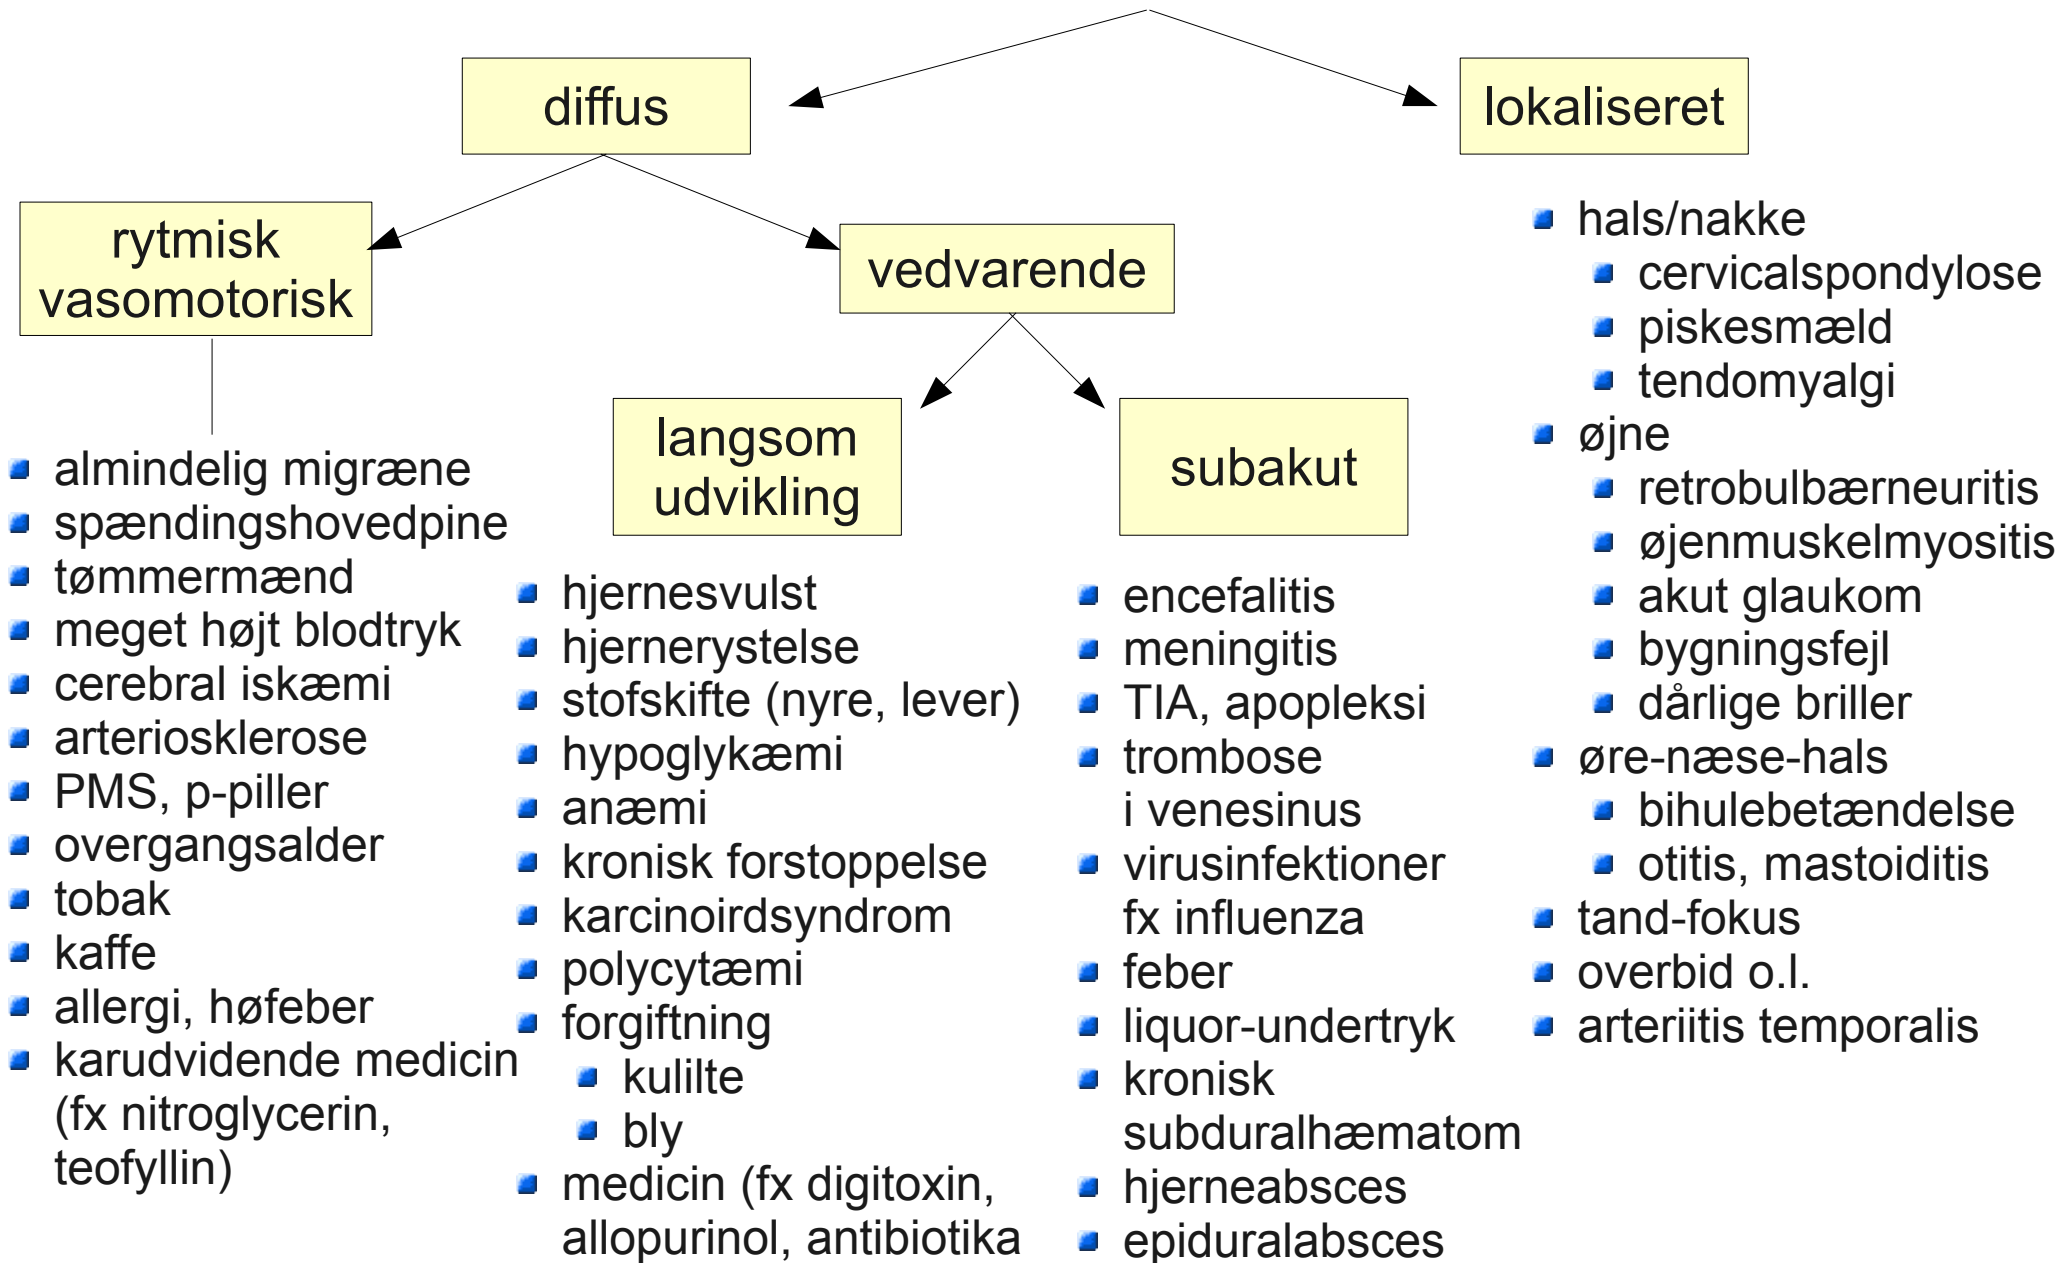 diffus
lokaliseret
rytmisk
vasomotorisk
vedvarende
langsom
udvikling
subakut
almindelig migræne
spændingshovedpine
tømmermænd
meget højt blodtryk
cerebral iskæmi
arteriosklerose
PMS, p-piller
overgangsalder
tobak
kaffe
allergi, høfeber
karudvidende medicin
(fx nitroglycerin,
teofyllin)
hjernesvulst
hjernerystelse
stofskifte (nyre, lever)
hypoglykæmi
anæmi
kronisk forstoppelse
karcinoirdsyndrom
polycytæmi
forgiftning
kulilte
bly
medicin (fx digitoxin,
allopurinol, antibiotika
encefalitis
meningitis
TIA, apopleksi
trombose
i venesinus
virusinfektioner
fx influenza
feber
liquor-undertryk
kronisk
subduralhæmatom
hjerneabsces
epiduralabsces
hals/nakke
cervicalspondylose
piskesmæld
tendomyalgi
øjne
retrobulbærneuritis
øjenmuskelmyositis
akut glaukom
bygningsfejl
dårlige briller
øre-næse-hals
bihulebetændelse
otitis, mastoiditis
tand-fokus
overbid o.l.
arteriitis temporalis